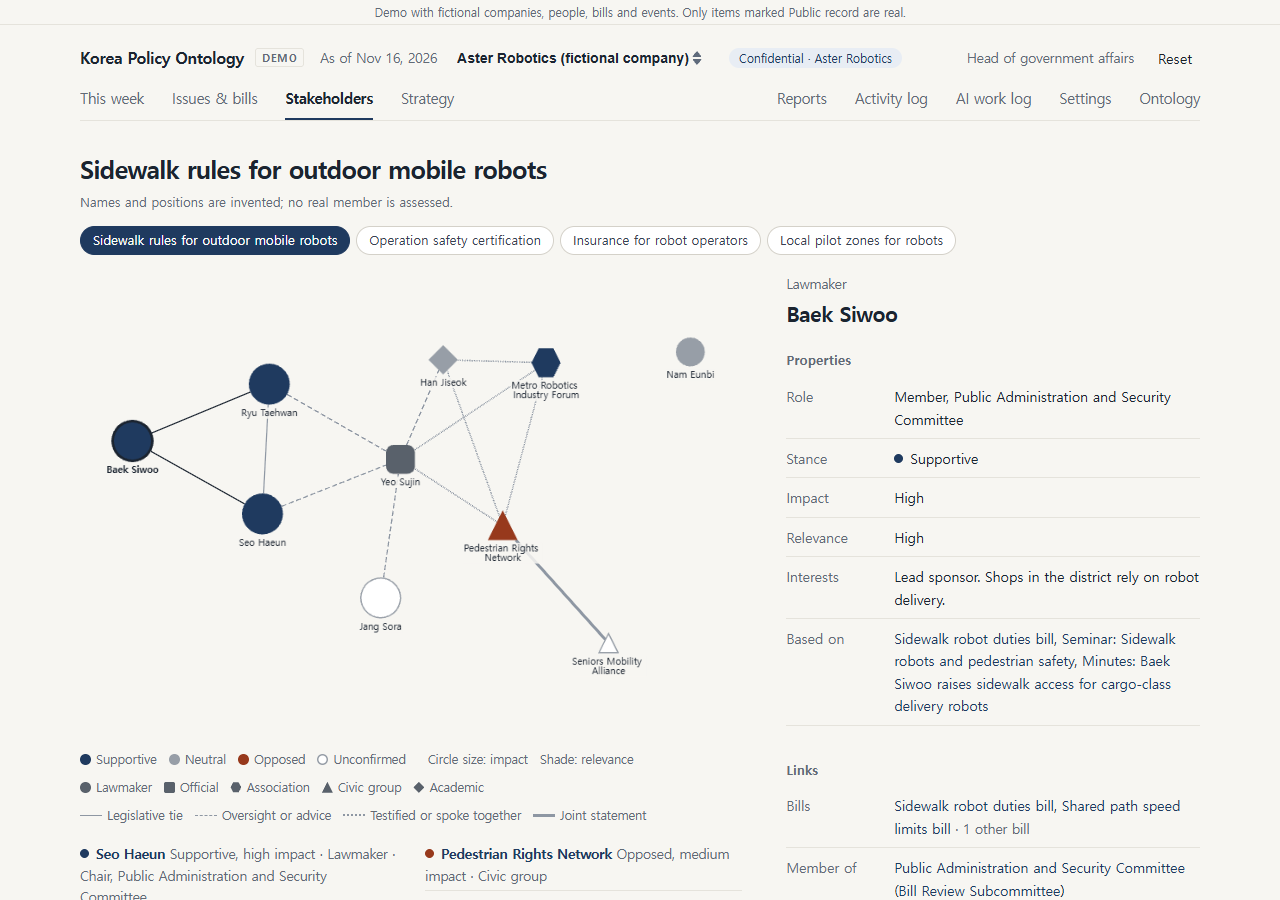 Demo with fictional companies, people, bills and events. Only items marked Public record are real.
Korea Policy Ontology DEMO As of Nov 16, 2026 Aster Robotics (fictional company) Confidential · Aster Robotics Head of government affairs Reset
This week Issues & bills Stakeholders Strategy Reports Activity log AI work log Settings Ontology
Sidewalk rules for outdoor mobile robots
Names and positions are invented; no real member is assessed.
Sidewalk rules for outdoor mobile robots Operation safety certification Insurance for robot operators Local pilot zones for robots
Han Jiseok
Metro Robotics
Industry Forum
Nam Eunbi
Ryu Taehwan
Baek Siwoo
Yeo Sujin
Seo Haeun
Pedestrian Rights
Network
Jang Sora
Seniors Mobility
Alliance
Supportive Neutral Opposed Unconfirmed Circle size: impact Shade: relevance
Lawmaker Official Association Civic group Academic
Legislative tie Oversight or advice Testified or spoke together Joint statement
Seo Haeun Supportive, high impact · Lawmaker ·
Chair, Public Administration and Security
Committee
Pedestrian Rights Network Opposed, medium
impact · Civic group
Lawmaker
Baek Siwoo
Properties
Role Member, Public Administration and Security
Committee
Stance Supportive
Impact High
Relevance High
Interests Lead sponsor. Shops in the district rely on robot
delivery.
Based on Sidewalk robot duties bill, Seminar: Sidewalk
robots and pedestrian safety, Minutes: Baek
Siwoo raises sidewalk access for cargo-class
delivery robots
Links
Bills Sidewalk robot duties bill, Shared path speed
limits bill · 1 other bill
Member of Public Administration and Security Committee
(Bill Review Subcommittee)